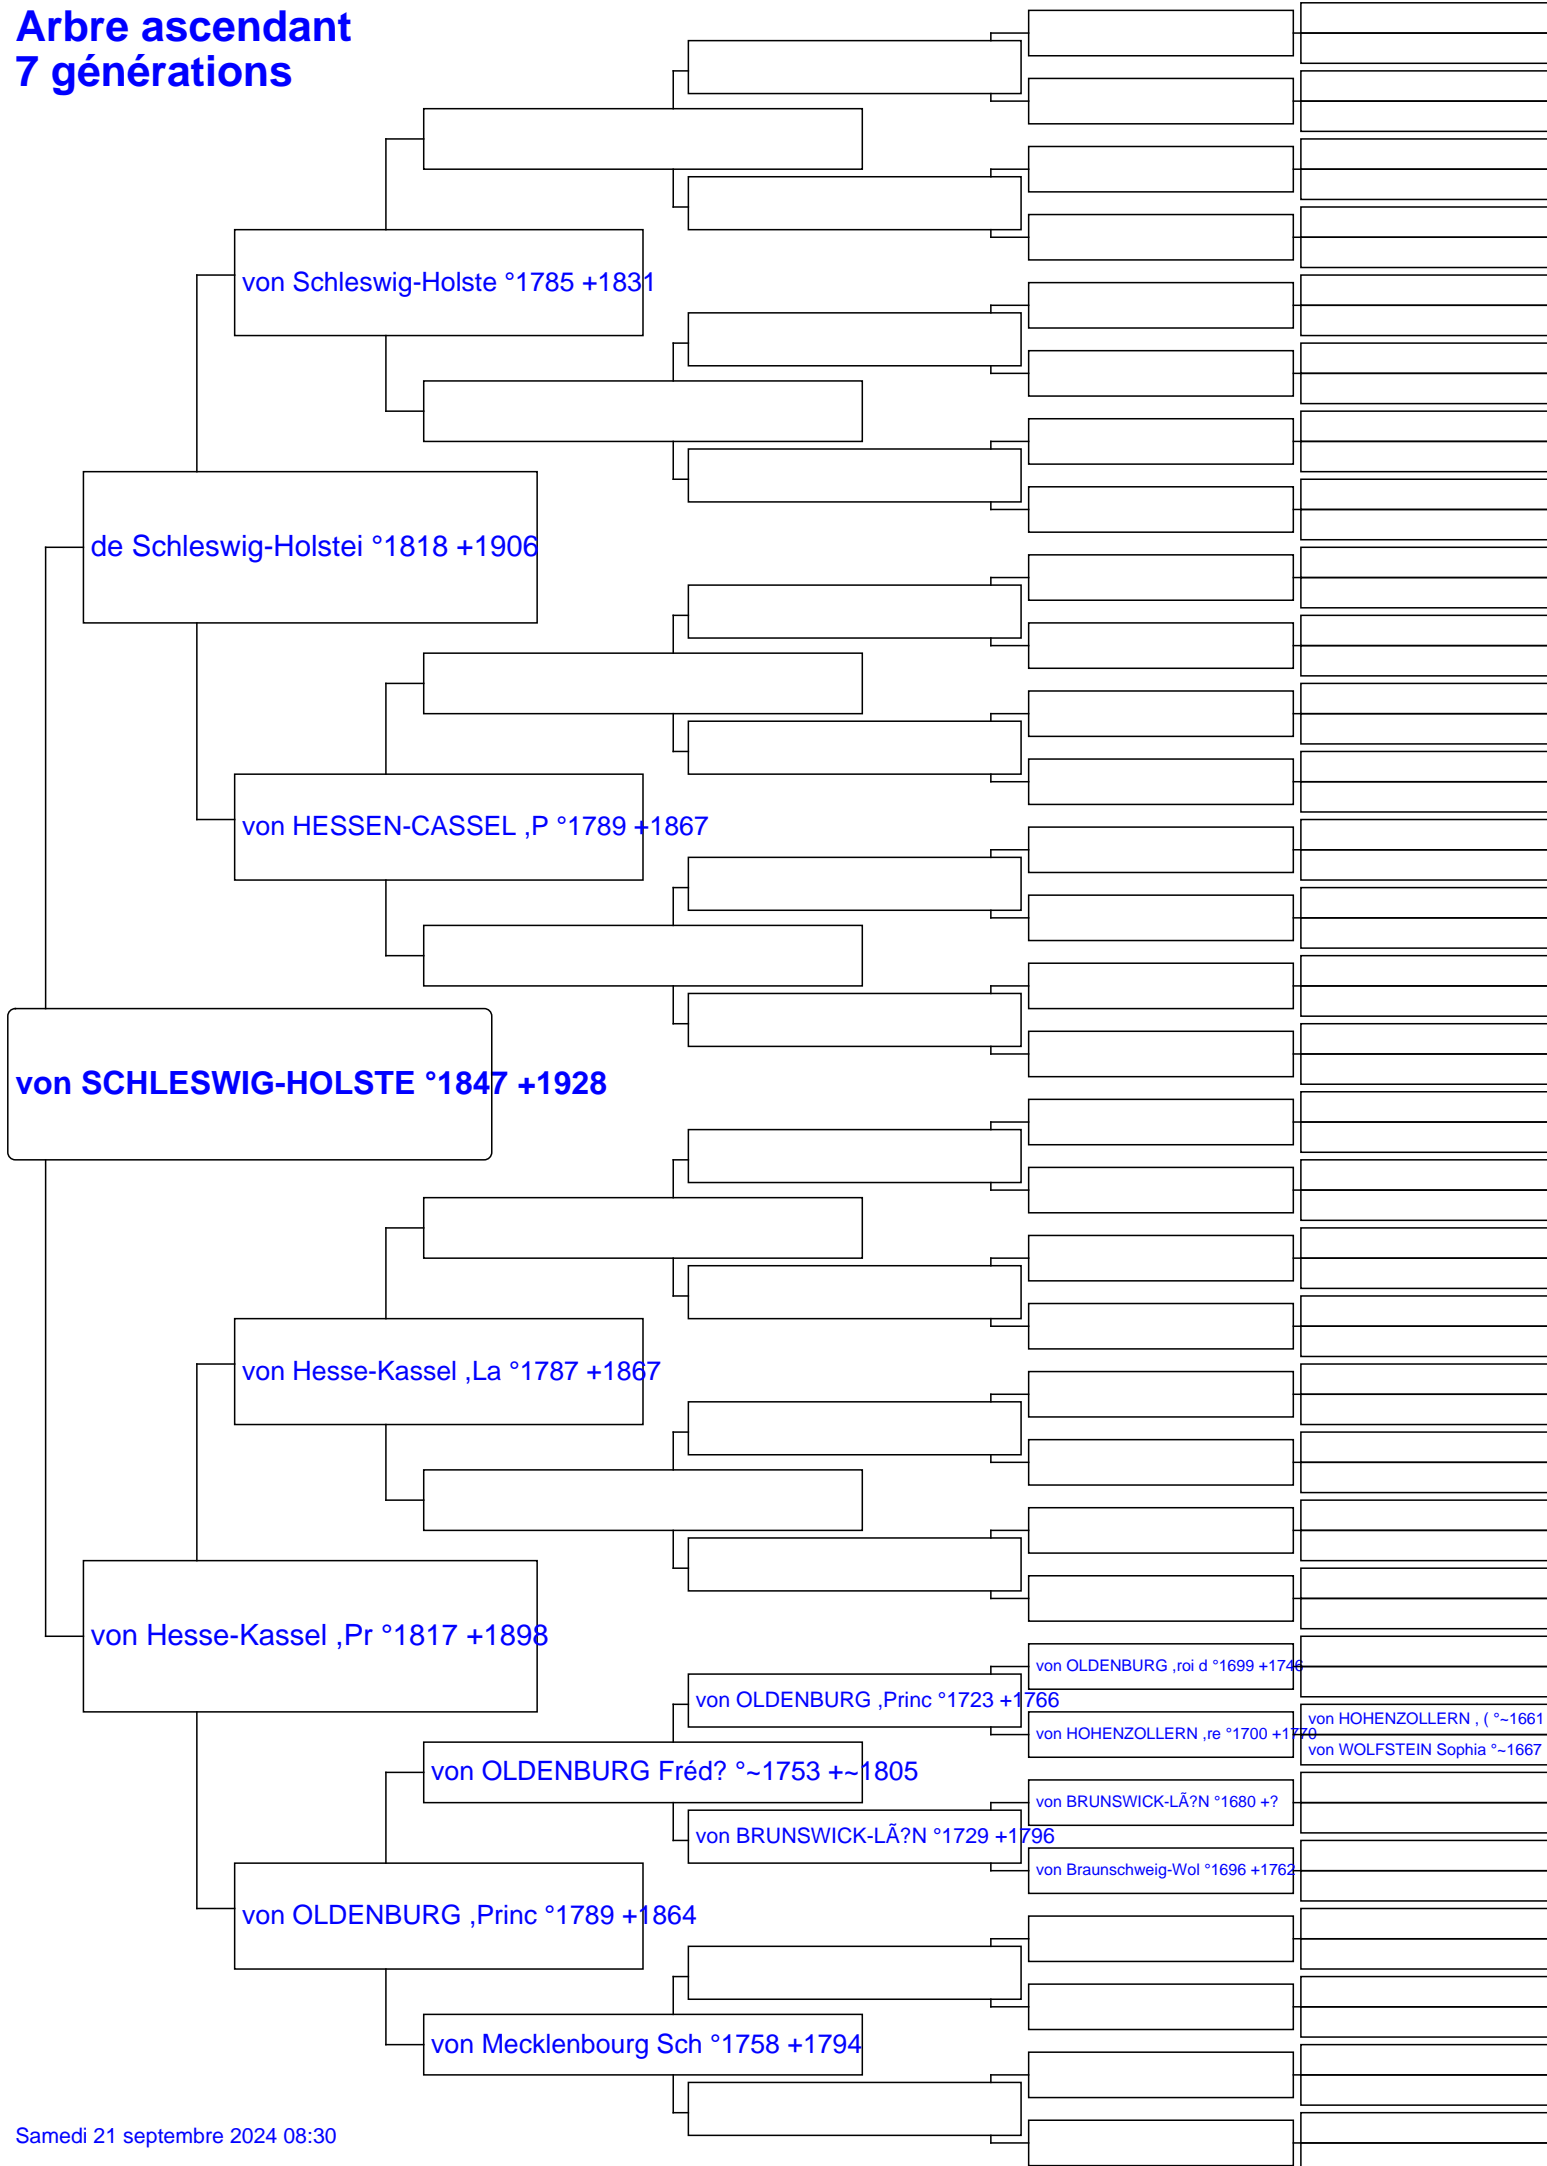 Arbre ascendant
7 générations
von Schleswig-Holste °1785 +1831
de Schleswig-Holstei °1818 +1906
von HESSEN-CASSEL ,P °1789 +1867
von SCHLESWIG-HOLSTE °1847 +1928
von Hesse-Kassel ,La °1787 +1867
von Hesse-Kassel ,Pr °1817 +1898
von OLDENBURG ,roi d °1699 +1746
von OLDENBURG ,Princ °1723 +1766
von HOHENZOLLERN ,re °1700 +1770
von HOHENZOLLERN , ( °~1661
von WOLFSTEIN Sophia °~1667
von OLDENBURG Fréd? °~1753 +~1805
von BRUNSWICK-LÃ?N °1680 +?
von BRUNSWICK-LÃ?N °1729 +1796
von Braunschweig-Wol °1696 +1762
von OLDENBURG ,Princ °1789 +1864
von Mecklenbourg Sch °1758 +1794
Samedi 21 septembre 2024 08:30